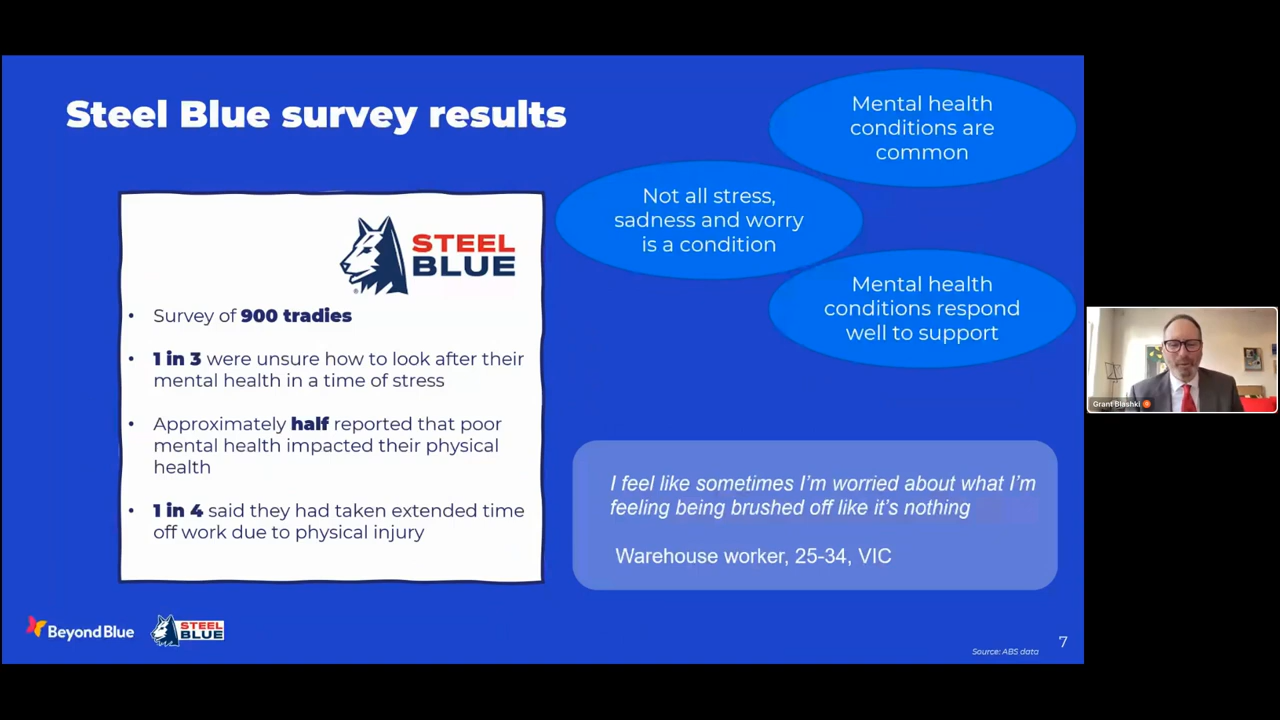 Steel Blue survey results
Mental health
conditions are
common
Not all stress,
sadness and worry
is a condition
Mental health
conditions respond
well to support
STEEL
BLUE
• Survey of 900 tradies
• 1 in 3 were unsure how to look after their
mental health in a time of stress
• Approximately half reported that poor
mental health impacted their physical
health
• 1 in 4 said they had taken extended time
off work due to physical injury
I feel like sometimes I'm worried about what I'm
feeling being brushed off like it's nothing
Warehouse worker, 25-34, VIC
Grant Blashki
Beyond Blue
STEEL
BLUE
Source: ABS data
7